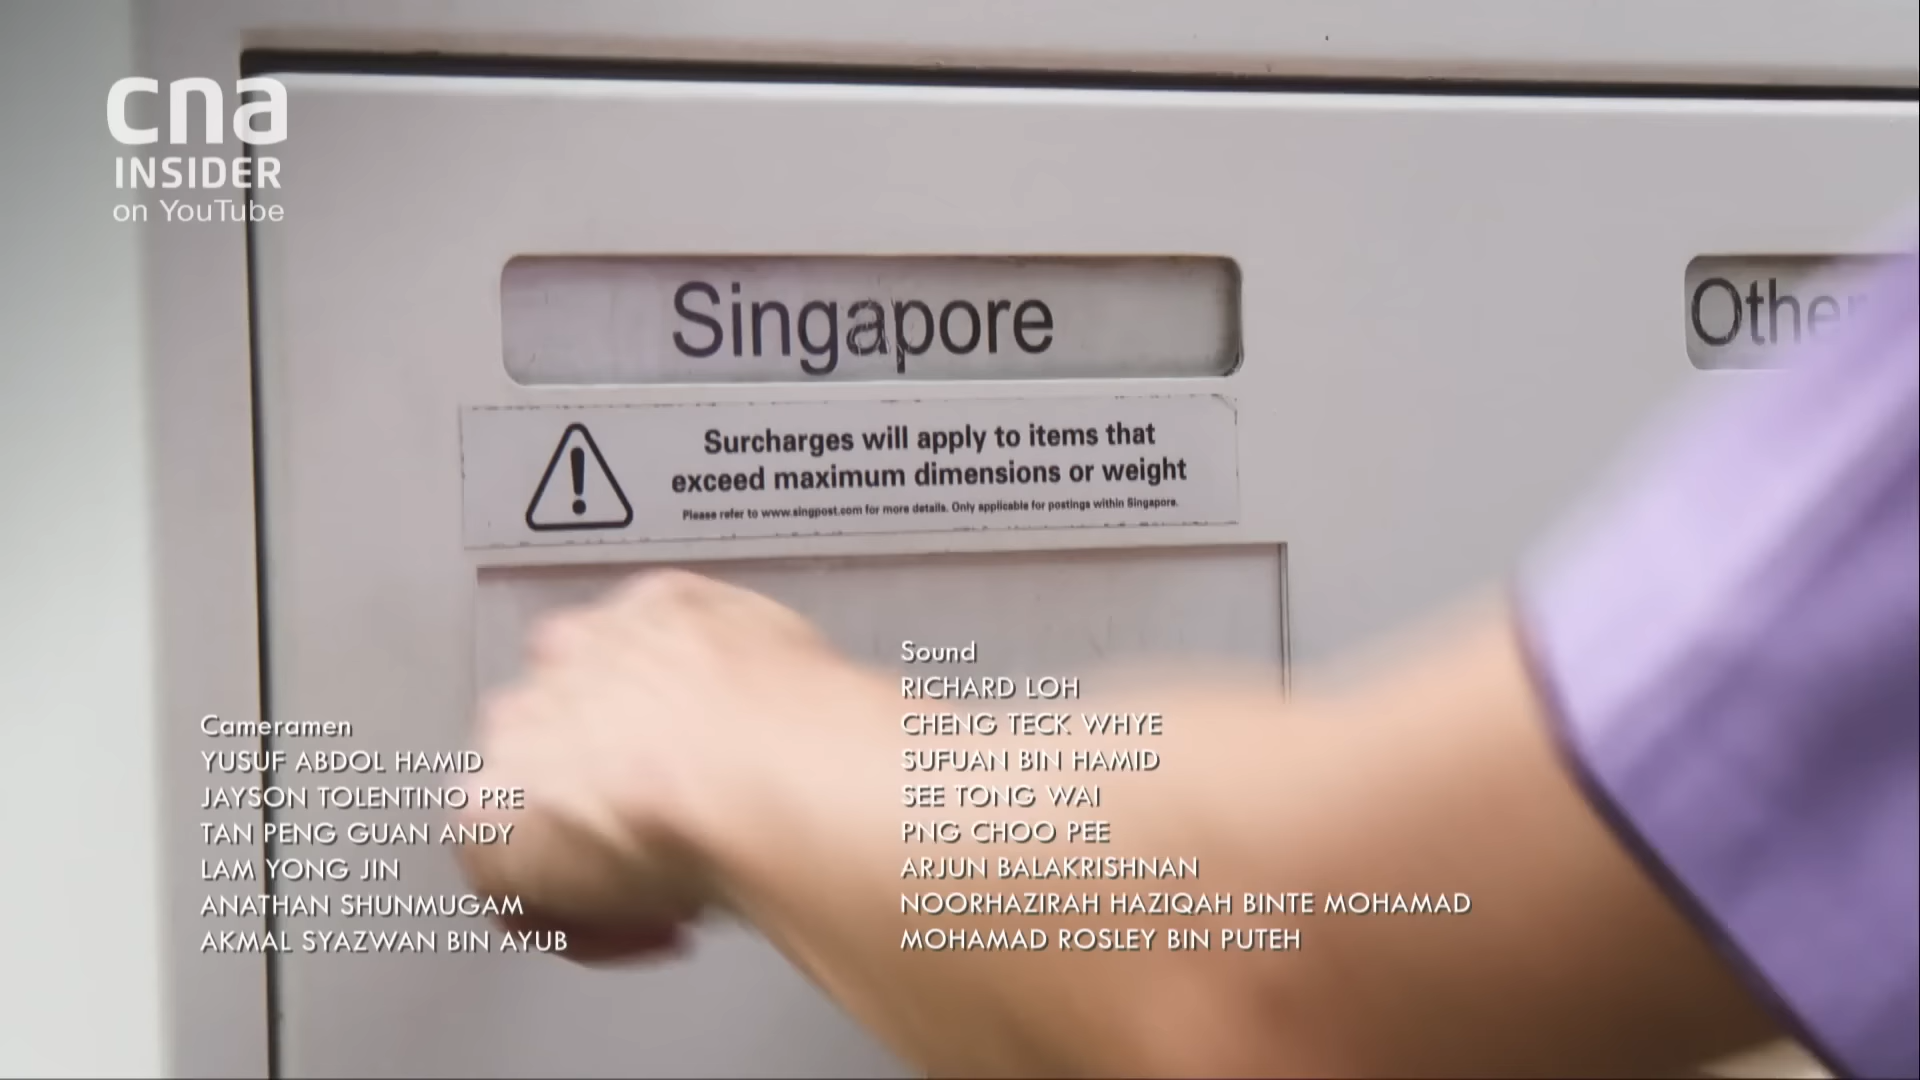 cna
INSIDER
on YouTube
Singapore
Other
Surcharges will apply to items that
exceed maximum dimensions or weight
Please refer to www.singpost.com for more details. Only applicable for postings within Singapore.
Cameramen
YUSUF ABDOL HAMID
JAYSON TOLENTINO PRE
TAN PENG GUAN ANDY
LAM YONG JIN
ANATHAN SHUNMUGAM
AKMAL SYAZWAN BIN AYUB
Sound
RICHARD LOH
CHENG TECK WHYE
SUFUAN BIN HAMID
SEE TONG WAI
PNG CHOO PEE
ARJUN BALAKRISHNAN
NOORHAZIRAH HAZIQAH BINTE MOHAMAD
MOHAMAD ROSLEY BIN PUTEH